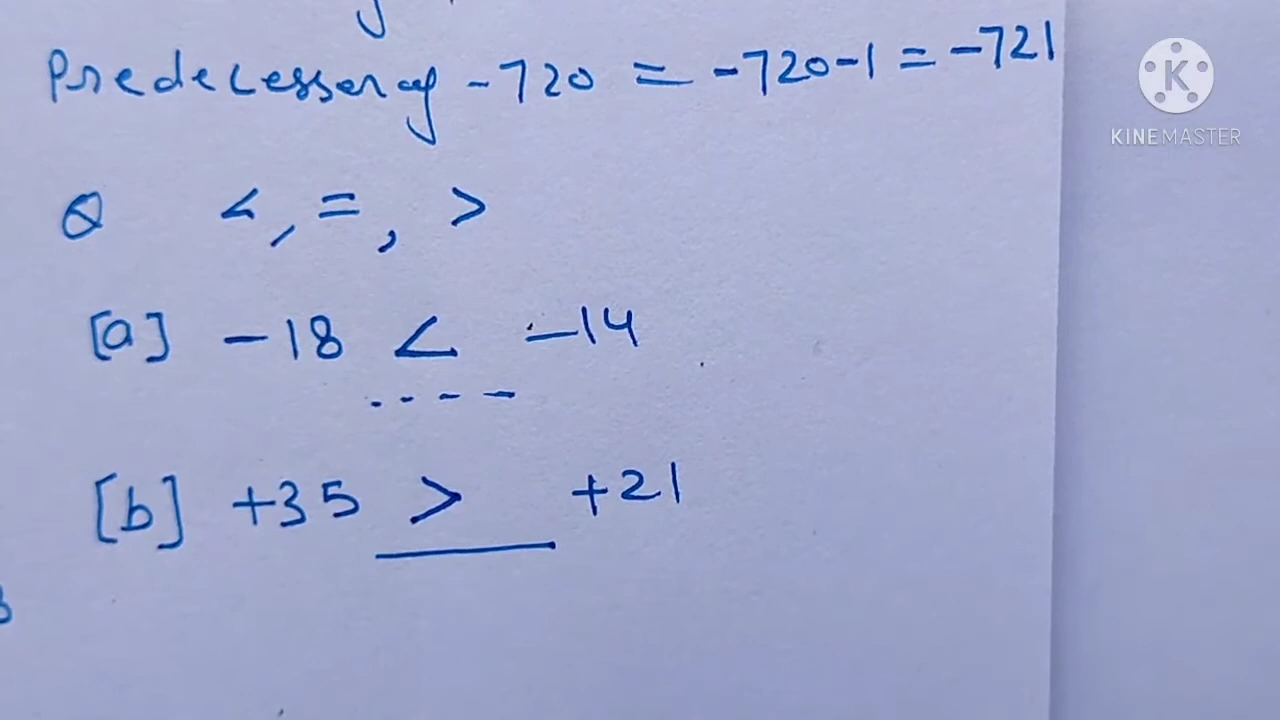 Predecessor of -720 = -720-1 = -721
KINEMASTER
Q <, =, >
[a] -18 < -14
[b] +35 > +21